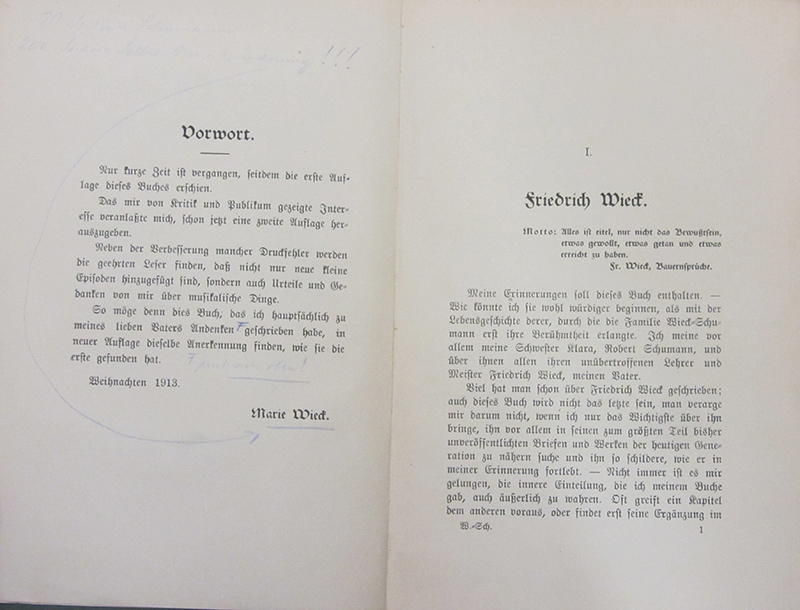 Vorwort.
Nur kurze Zeit ist vergangen, seitdem die erste Auf-
lage dieses Buches erschien.
Das mir von Kritik und Publikum gezeigte Inter-
esse veranlaßte mich, schon jetzt eine zweite Auflage her-
auszugeben.
Neben der Verbesserung mancher Druckfehler werden
die geehrten Leser finden, daß nicht nur neue kleine
Episoden hinzugefügt sind, sondern auch Urteile und Ge-
danken von mir über musikalische Dinge.
So möge denn dies Buch, das ich hauptsächlich zu
meines lieben Vaters Andenken geschrieben habe, in
neuer Auflage dieselbe Anerkennung finden, wie sie die
erste gefunden hat.
Weihnachten 1913.
Marie Wieck.
I.
Friedrich Wieck.
Motto: Alles ist eitel, nur nicht das Bewußtsein,
etwas gewollt, etwas getan und etwas
erreicht zu haben.
Fr. Wieck, Bauernsprüche.
Meine Erinnerungen soll dieses Buch enthalten. —
Wie könnte ich sie wohl würdiger beginnen, als mit der
Lebensgeschichte derer, durch die die Familie Wieck-Schu-
mann erst ihre Berühmtheit erlangte. Ich meine vor
allem meine Schwester Klara, Robert Schumann, und
über ihnen allen ihren unübertroffenen Lehrer und
Meister Friedrich Wieck, meinen Vater.
Viel hat man schon über Friedrich Wieck geschrieben;
auch dieses Buch wird nicht das letzte sein, man verarge
mir darum nicht, wenn ich nur das Wichtigste über ihn
bringe, ihn vor allem in seinen zum größten Teil bisher
unveröffentlichten Briefen und Werken der heutigen Gene-
ration zu nähern suche und ihn so schildere, wie er in
meiner Erinnerung fortlebt. — Nicht immer ist es mir
gelungen, die innere Einteilung, die ich meinem Buche
gab, auch äußerlich zu wahren. Oft greift ein Kapitel
dem anderen voraus, oder findet erst seine Ergänzung im
W.-Sch.
1